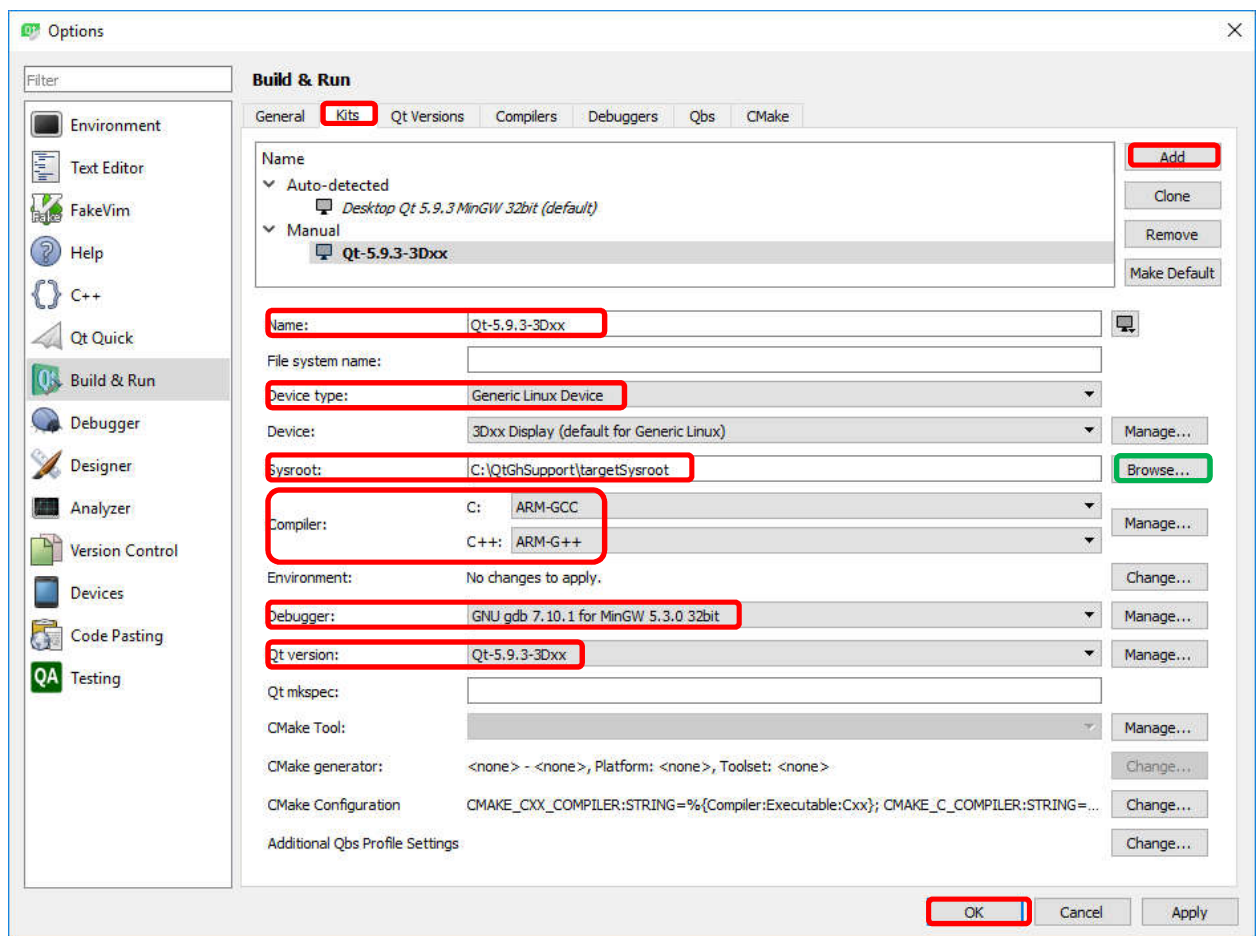 Options
Filter
Environment
Text Editor
FakeVim
Help
C++
Qt Quick
Build & Run
Debugger
Designer
Analyzer
Version Control
Devices
Code Pasting
QA Testing
Build & Run
General Kits Qt Versions Compilers Debuggers Qbs CMake
Name
Auto-detected
Desktop Qt 5.9.3 MinGW 32bit (default)
Manual
Qt-5.9.3-3Dxx
Add
Clone
Remove
Make Default
Name: Qt-5.9.3-3Dxx
File system name:
Device type: Generic Linux Device
Device: 3Dxx Display (default for Generic Linux) Manage...
Sysroot: C:\QtGhSupport\targetSysroot Browse...
Compiler: C: ARM-GCC Manage...
C++: ARM-G++
Environment: No changes to apply. Change...
Debugger: GNU gdb 7.10.1 for MinGW 5.3.0 32bit Manage...
Qt version: Qt-5.9.3-3Dxx Manage...
Qt mkspec:
CMake Tool: Manage...
CMake generator: <none> - <none>, Platform: <none>, Toolset: <none> Change...
CMake Configuration CMAKE_CXX_COMPILER:STRING=%{Compiler:Executable:Cxx}; CMAKE_C_COMPILER:STRING=... Change...
Additional Qbs Profile Settings Change...
OK Cancel Apply